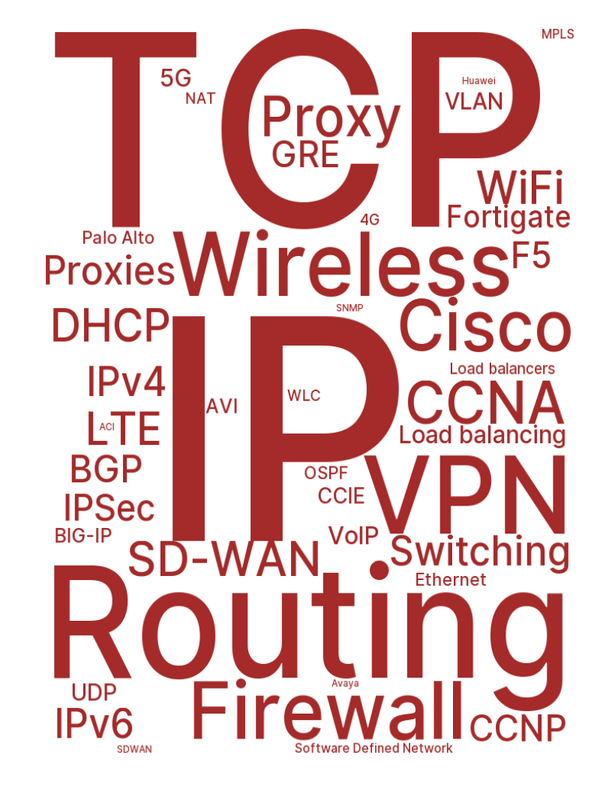 TCP
MPLS
5G
Huawei
NAT
VLAN
Proxy
GRE
WiFi
4G
Fortigate
Palo Alto
Wireless
F5
Proxies
SNMP
DHCP
Cisco
IP
Load balancers
IPv4
WLC
AVI
CCNA
LTE
ACI
Load balancing
BGP
OSPF
CCIE
VPN
IPSec
BIG-IP
VoIP
SD-WAN
Switching
Ethernet
Routing
UDP
Avaya
IPv6
Firewall
CCNP
SDWAN
Software Defined Network